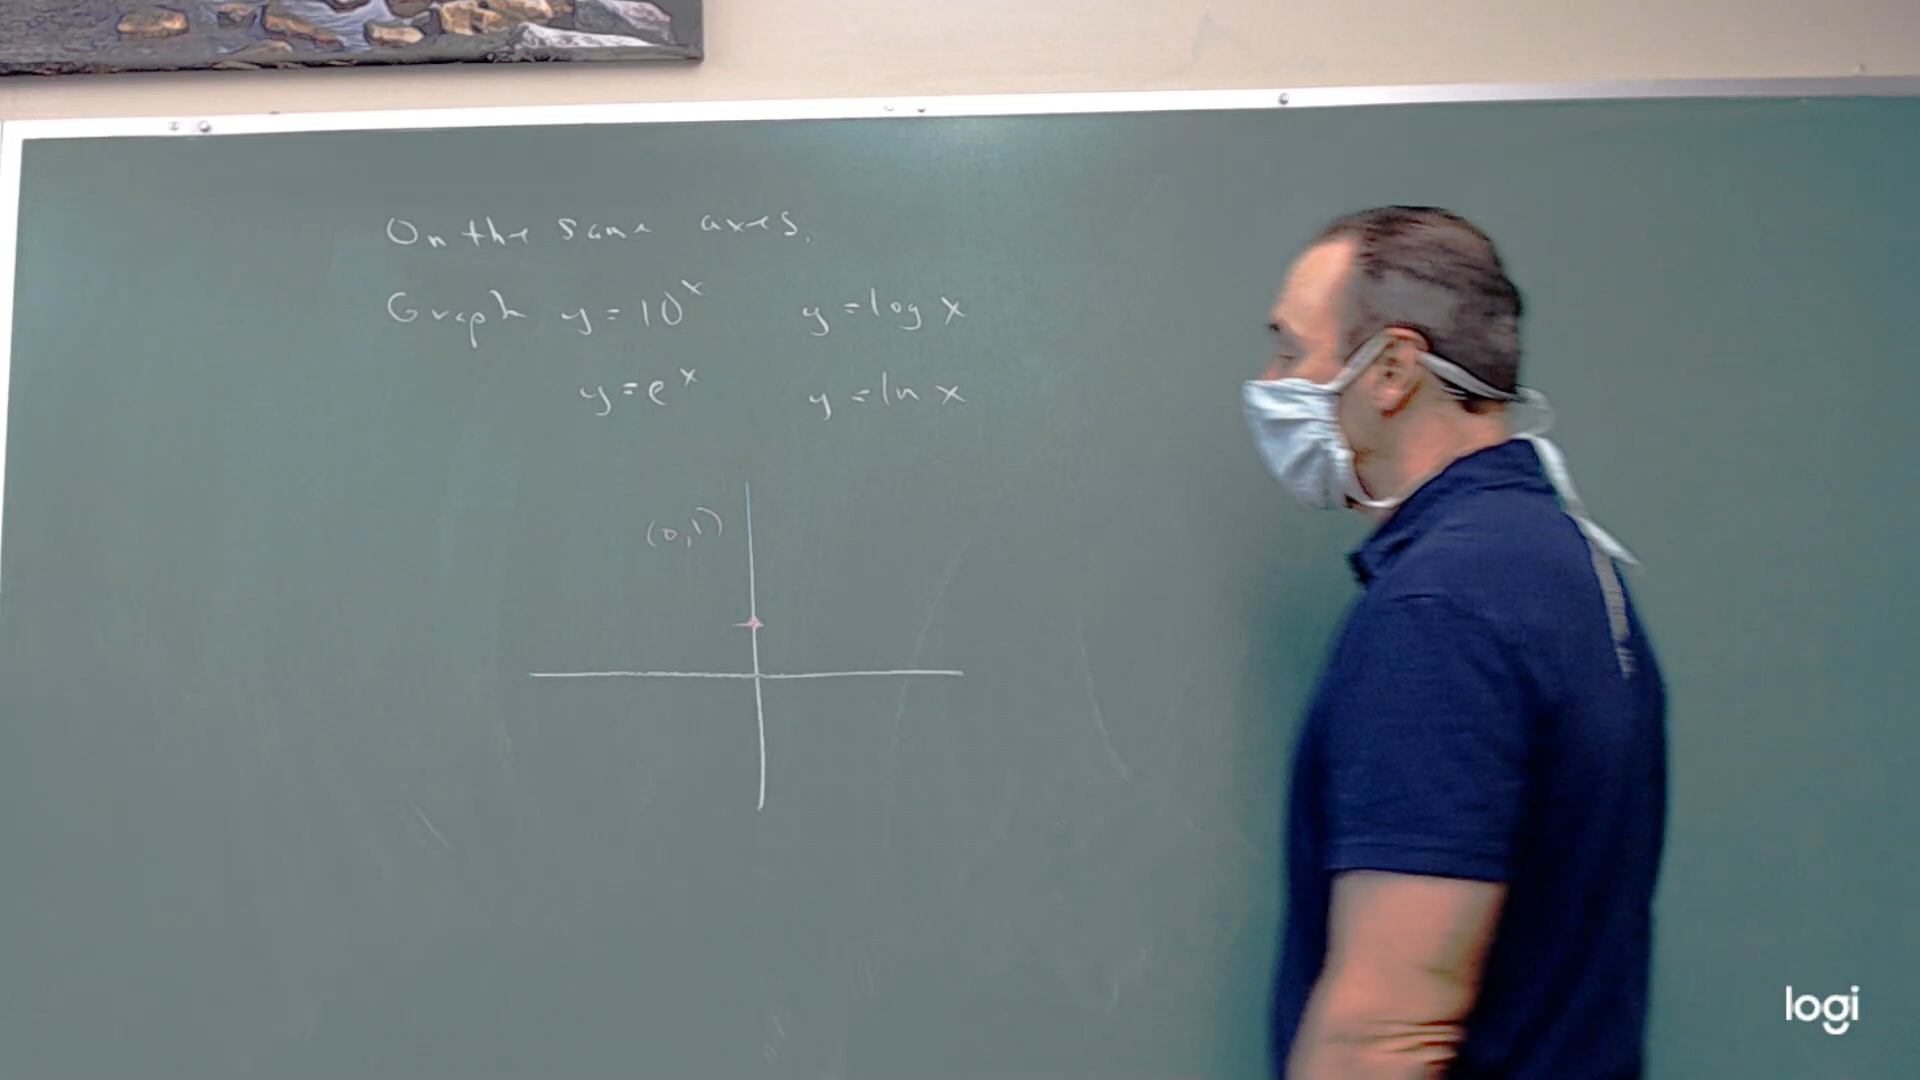 On the same axes.
Graph y = 10^x y = log x
y = e^x y = ln x
(0,1)
logi